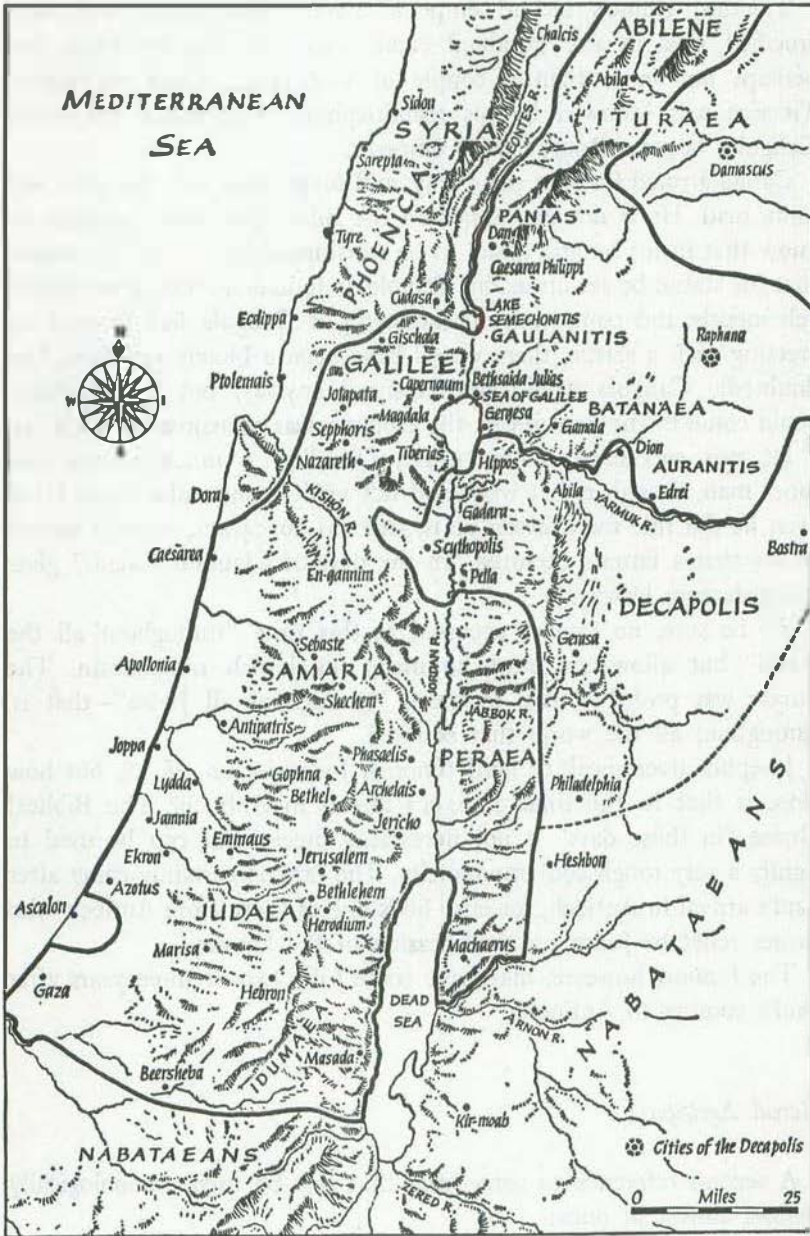 ABILENE
Chalcis
Abila
MEDITERRANEAN
SEA
Sidon
SYRIA
LEONTES
ITURAEA
Damascus
Sarepta
PHOENICIA
PANIAS
Dan
Caesarea Philippi
Tyre
Cudasa
LAKE
SEMECHONITIS
Ecdippa
Gischala
GAULANITIS
Raphana
GALILEE
Ptolemais
Capernaum
Bethsaida Julias
SEA OF GALILEE
Jotapata
Magdala
Gergesa
BATANAEA
Sepphoris
Gamala
Tiberias
Dion
Nazareth
Hippos
AURANITIS
Dora
KISHON R.
Abila
Edrei
Gadara
YARMUK R.
Bostra
Caesarea
Scythopolis
En-gannim
Pella
DECAPOLIS
Gerasa
Sebaste
Apollonia
SAMARIA
JORDAN
Shechem
JABBOK R.
Antipatris
Joppa
Phasaelis
PERAEA
Gophna
Lydda
Bethel
Archelais
Philadelphia
Jamnia
Jericho
Emmaus
Ekron
Jerusalem
Heshbon
Azotus
Bethlehem
Ascalon
JUDAEA
Herodium
Marisa
Machaerus
Gaza
Hebron
DEAD
SEA
NABATAEANS
ARNON R.
IDUMAEA
Masada
Beersheba
Kir-moab
NABATAEANS
ZERED R.
Cities of the Decapolis
0 Miles 25